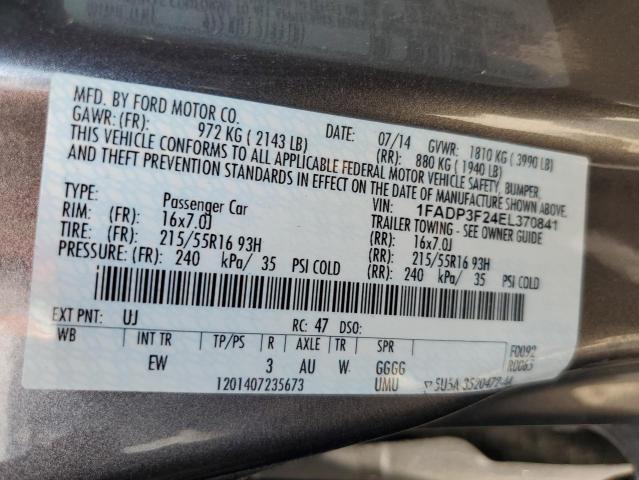 MFD. BY FORD MOTOR CO.
DATE: 07/14 GVWR: 1810 KG ( 3990 LB)
GAWR: (FR): 972 KG ( 2143 LB) (RR): 880 KG ( 1940 LB)
THIS VEHICLE CONFORMS TO ALL APPLICABLE FEDERAL MOTOR VEHICLE SAFETY, BUMPER,
AND THEFT PREVENTION STANDARDS IN EFFECT ON THE DATE OF MANUFACTURE SHOWN ABOVE.
VIN: 1FADP3F24EL370841
TYPE: Passenger Car TRAILER TOWING - SEE OWNER GUIDE
RIM: (FR): 16x7.0J (RR): 16x7.0J
TIRE: (FR): 215/55R16 93H (RR): 215/55R16 93H
PRESSURE: (FR): 240 kPa/ 35 PSI COLD (RR): 240 kPa/ 35 PSI COLD
EXT PNT: UJ RC: 47 DSO:
WB INT TR TP/PS R AXLE TR SPR F0092
EW 3 AU W GGGG R0063
1201407235673 UMU